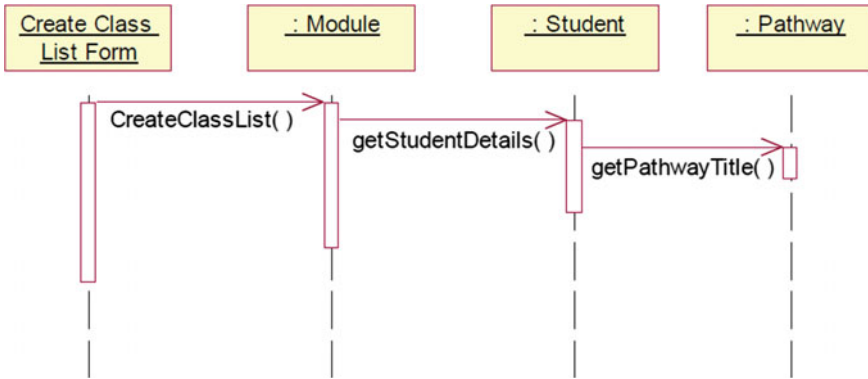 Create Class
List Form
: Module
: Student
: Pathway
CreateClassList( )
getStudentDetails( )
getPathwayTitle( )